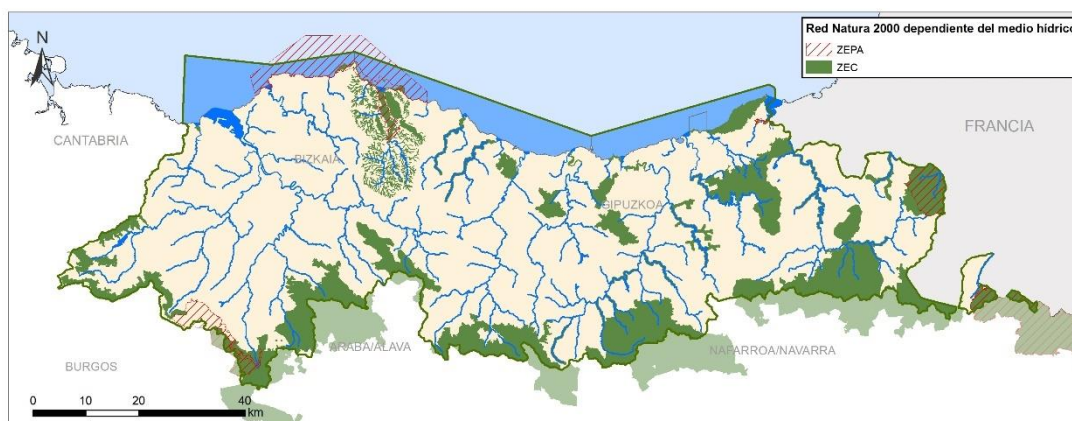 Red Natura 2000 dependiente del medio hídrico
ZEPA
ZEC
N
CANTABRIA
FRANCIA
BIZKAIA
GIPUZKOA
ARABA/ALAVA
NAFARROA/NAVARRA
BURGOS
0 10 20 40
km